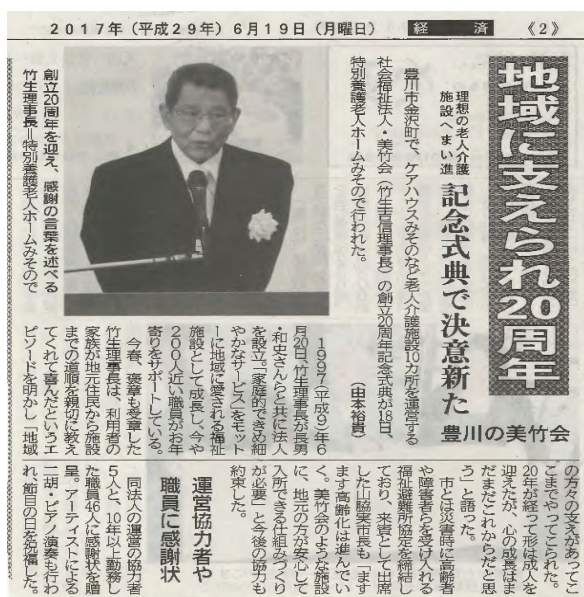 2017年(平成29年)6月19日(月曜日)
経済
《2》
地域に支えられ20周年
理想の老人介護
施設へまい進
記念式典で決意新た
豊川の美竹会
豊川市金沢町で、ケアハウスみそのなど老人介護施設10カ所を運営する
社会福祉法人・美竹会(竹生吉信理事長)の創立20周年記念式典が18日、
特別養護老人ホームみそので行われた。
(由本裕貴)
創立20周年を迎え、感謝の言葉を述べる
竹生理事長=特別養護老人ホームみそので
1997(平成9)年6
月20日、竹生理事長が長男
・和史さんらと共に法人
を設立。「家庭的できめ細
やかなサービス」をモット
ーに地域に愛される福祉
施設として成長し、今や
200人近い職員がお年
寄りをサポートしている。
今春、褒章も受章した
竹生理事長は、利用者の
家族が地元住民から施設
までの道順を親切に教え
てくれて喜んだというエ
ピソードを明かし「地域
の方々の支えがあってこ
こまでやってこられた。
20年が経って形は成人を
迎えたが、心の成長はま
だまだこれからだと思
う」と語った。
市とは災害時に高齢者
や障害者らを受け入れる
福祉避難所協定を締結し
ており、来賓として出席
した山脇実市長も「ます
ます高齢化は進んでい
く。美竹会のような施設
に、地元の方が安心して
入所できる仕組みづくり
が必要」と今後の協力も
約束した。
運営協力者や
職員に感謝状
同法人の運営の協力者
5人と、10年以上勤務し
た職員46人に感謝状を贈
呈。アーティストによる
二胡・ピアノ演奏も行わ
れ、節目の日を祝福した。